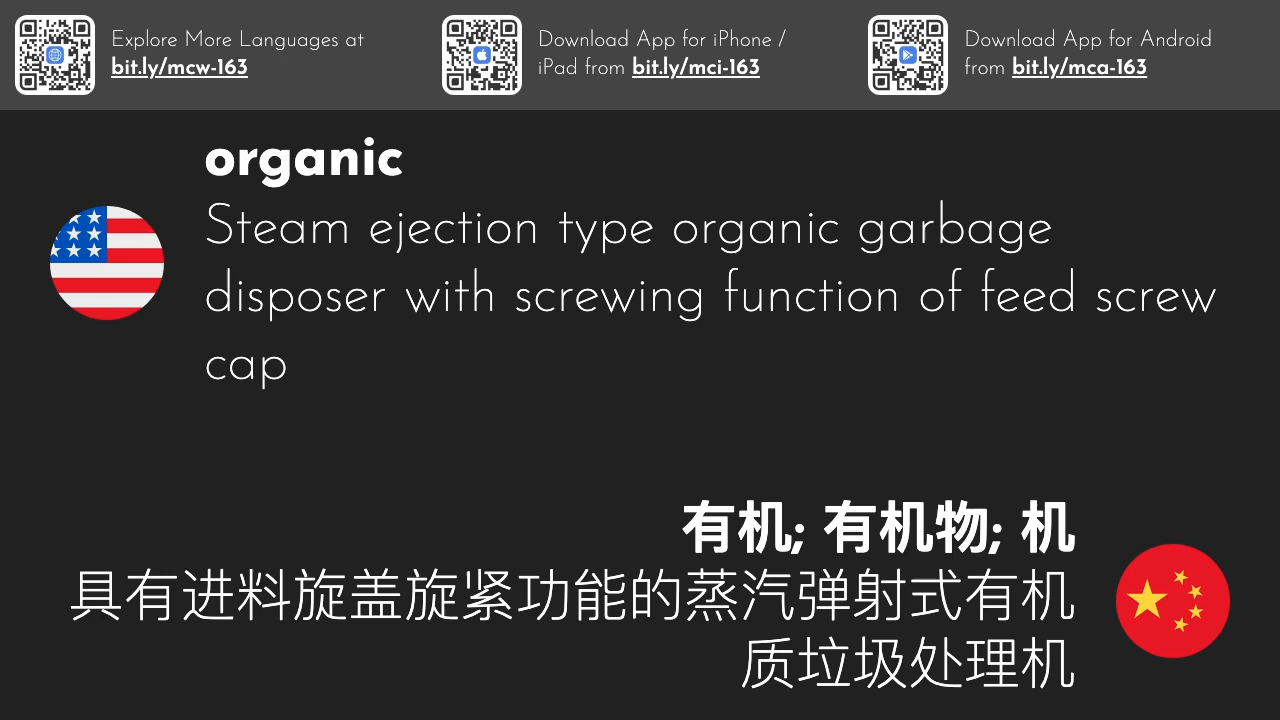 Explore More Languages at
bit.ly/mcw-163
Download App for iPhone /
iPad from bit.ly/mci-163
Download App for Android
from bit.ly/mca-163
organic
Steam ejection type organic garbage
disposer with screwing function of feed screw
cap
有机; 有机物; 机
具有进料旋盖旋紧功能的蒸汽弹射式有机
质垃圾处理机